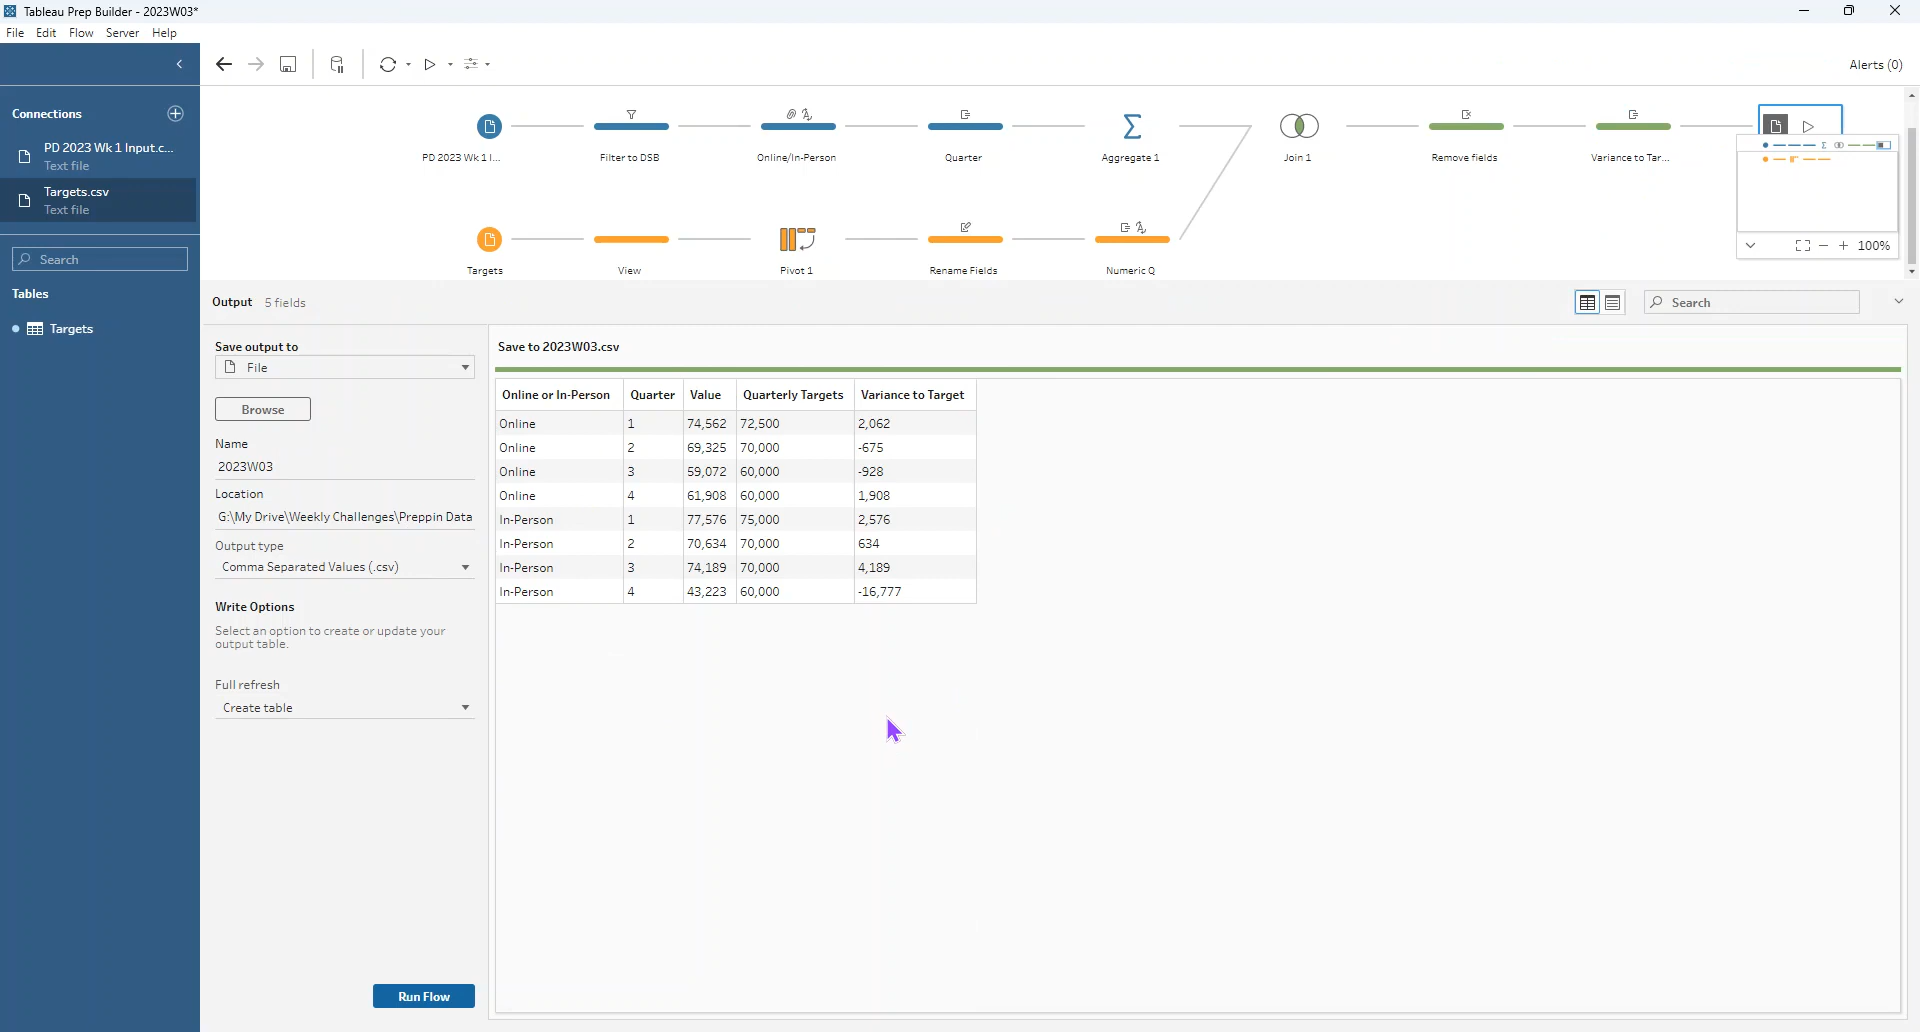 Tableau Prep Builder - 2023W03*
File Edit Flow Server Help
Alerts (0)
Connections
PD 2023 Wk 1 Input.c...
Text file
Targets.csv
Text file
Search
Tables
Targets
PD 2023 Wk 1 I...
Filter to DSB
Online/In-Person
Quarter
Aggregate 1
Join 1
Remove fields
Variance to Tar...
Targets
View
Pivot 1
Rename Fields
Numeric Q
100%
Output 5 fields
Search
Save output to
File
Browse
Name
2023W03
Location
G:\My Drive\Weekly Challenges\Preppin Data
Output type
Comma Separated Values (.csv)
Write Options
Select an option to create or update your
output table.
Full refresh
Create table
Run Flow
Save to 2023W03.csv
Online or In-Person Quarter Value Quarterly Targets Variance to Target
Online 1 74,562 72,500 2,062
Online 2 69,325 70,000 -675
Online 3 59,072 60,000 -928
Online 4 61,908 60,000 1,908
In-Person 1 77,576 75,000 2,576
In-Person 2 70,634 70,000 634
In-Person 3 74,189 70,000 4,189
In-Person 4 43,223 60,000 -16,777